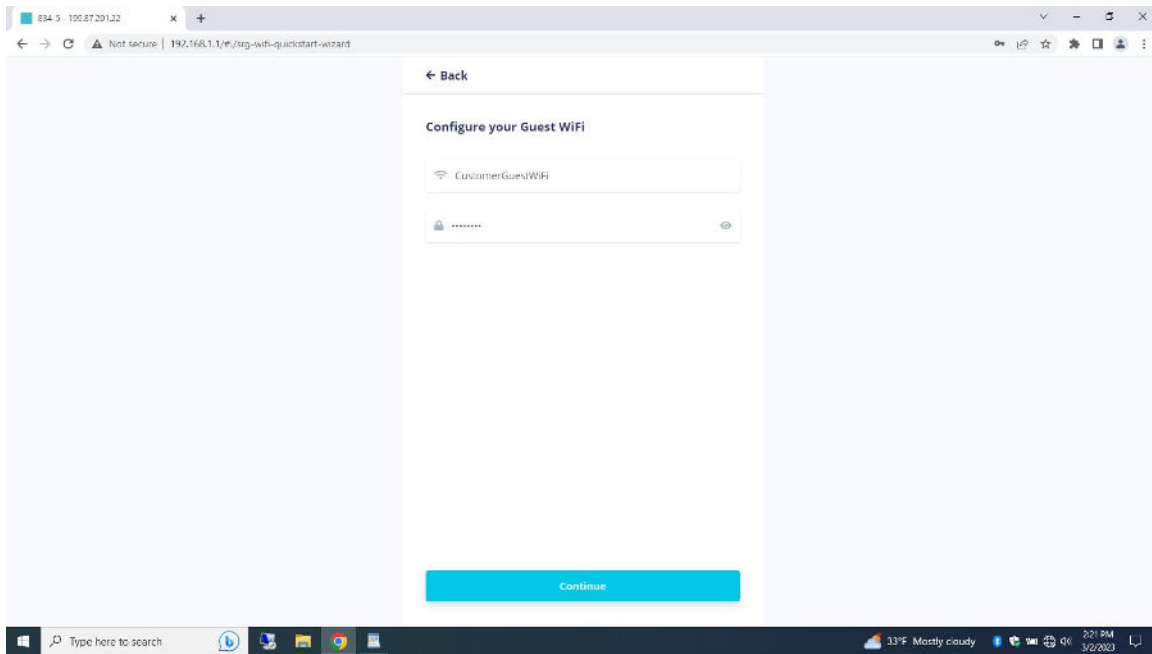 834-5 - 199.87.201.22
Not secure | 192.168.1.1/#:/srg-wifi-quickstart-wizard
Back
Configure your Guest WiFi
CustomerGuestWiFi
········
Continue
Type here to search
33°F Mostly cloudy
2:21 PM
3/2/2023